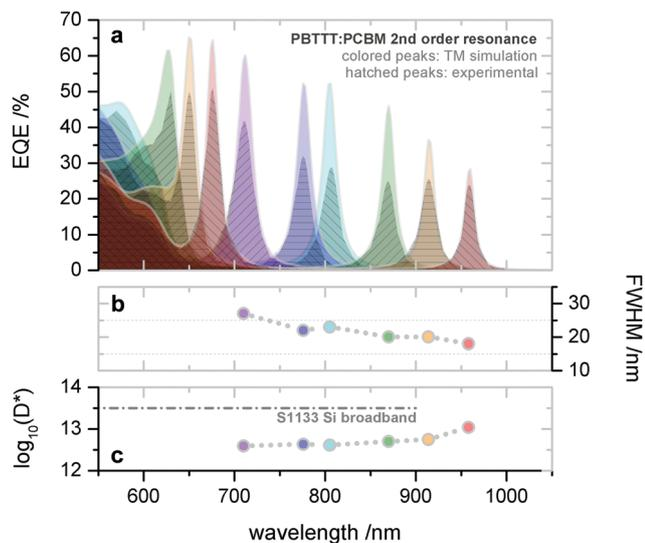 a
PBTTT:PCBM 2nd order resonance
colored peaks: TM simulation
hatched peaks: experimental
EQE /%
70
60
50
40
30
20
10
0
b
FWHM /nm
30
20
10
c
S1133 Si broadband
log10(D*)
14
13
12
600 700 800 900 1000
wavelength /nm